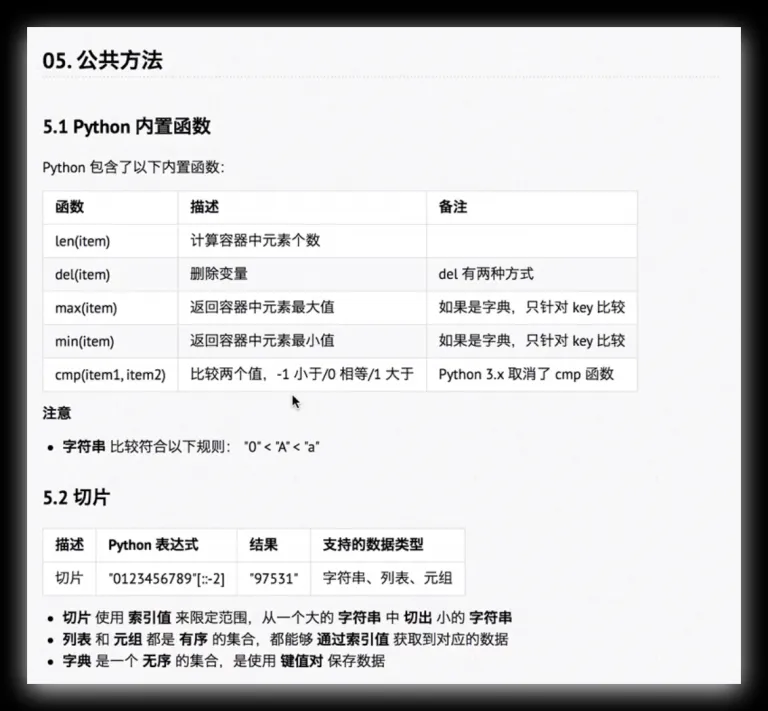 05. 公共方法
5.1 Python 内置函数
Python 包含了以下内置函数：
函数 描述 备注
len(item) 计算容器中元素个数
del(item) 删除变量 del 有两种方式
max(item) 返回容器中元素最大值 如果是字典，只针对 key 比较
min(item) 返回容器中元素最小值 如果是字典，只针对 key 比较
cmp(item1, item2) 比较两个值，-1 小于/0 相等/1 大于 Python 3.x 取消了 cmp 函数
注意
• 字符串 比较符合以下规则： "0" < "A" < "a"
5.2 切片
描述 Python 表达式 结果 支持的数据类型
切片 "0123456789"[::-2] "97531" 字符串、列表、元组
• 切片 使用 索引值 来限定范围，从一个大的 字符串 中 切出 小的 字符串
• 列表 和 元组 都是 有序 的集合，都能够 通过索引值 获取到对应的数据
• 字典 是一个 无序 的集合，是使用 键值对 保存数据